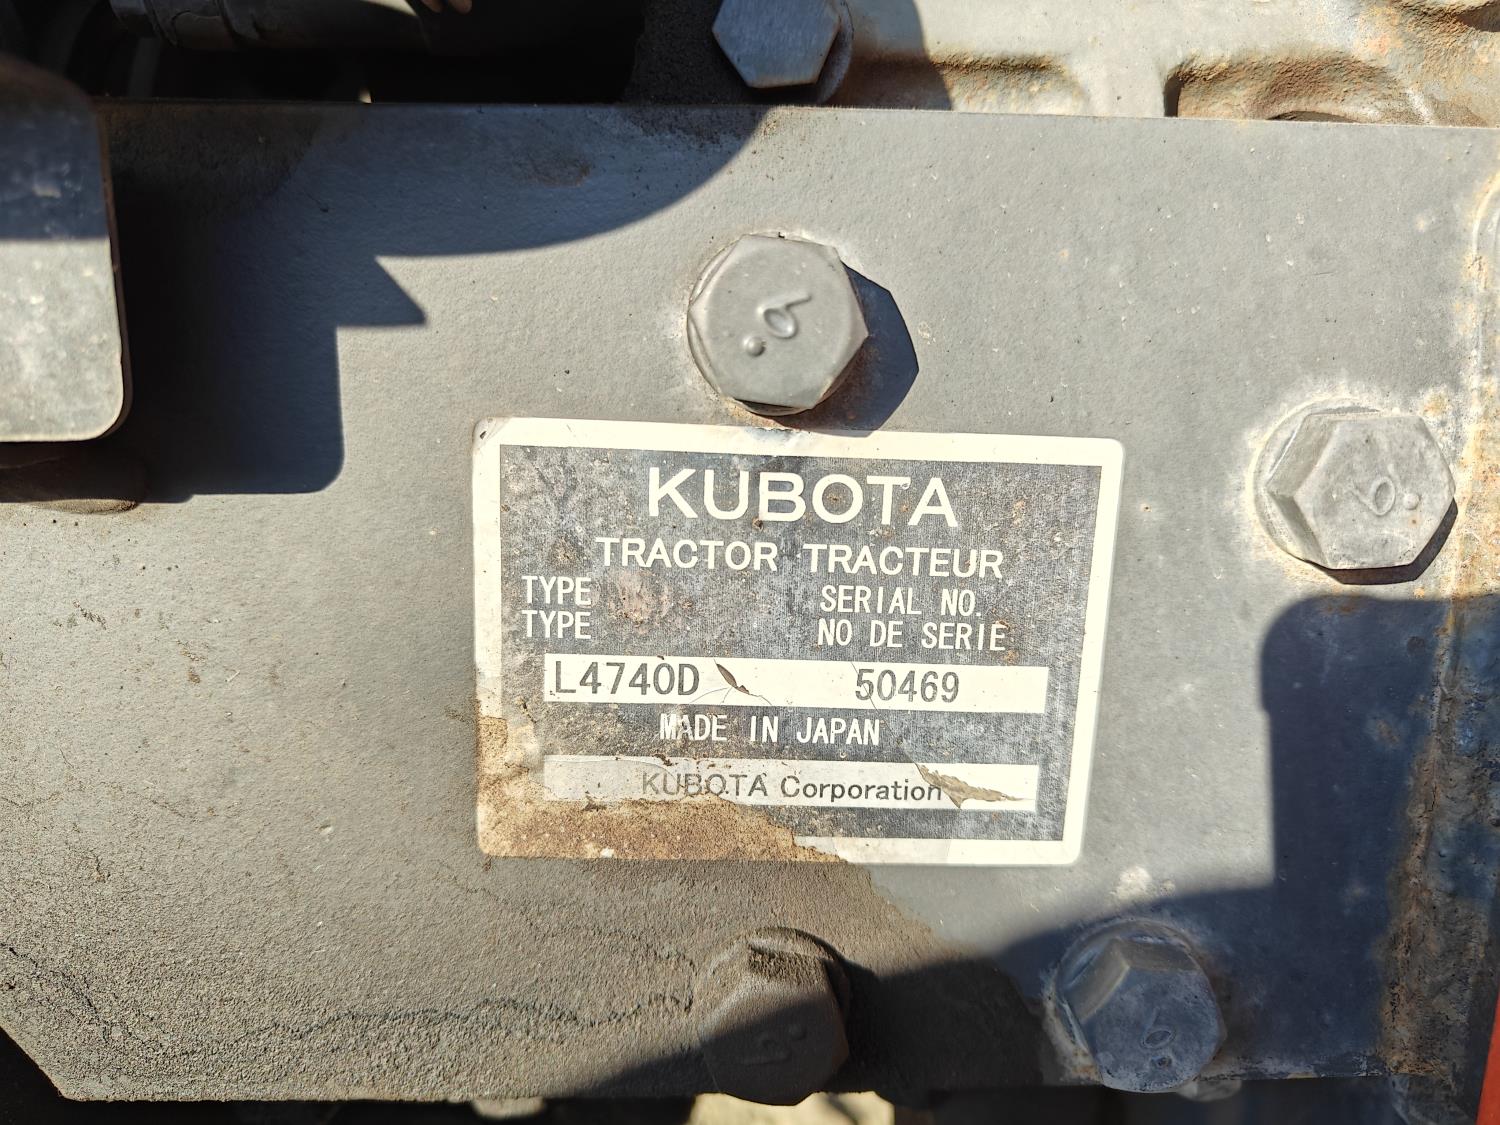 KUBOTA
TRACTOR TRACTEUR
TYPE SERIAL NO.
TYPE NO DE SERIE
L4740D 50469
MADE IN JAPAN
KUBOTA Corporation